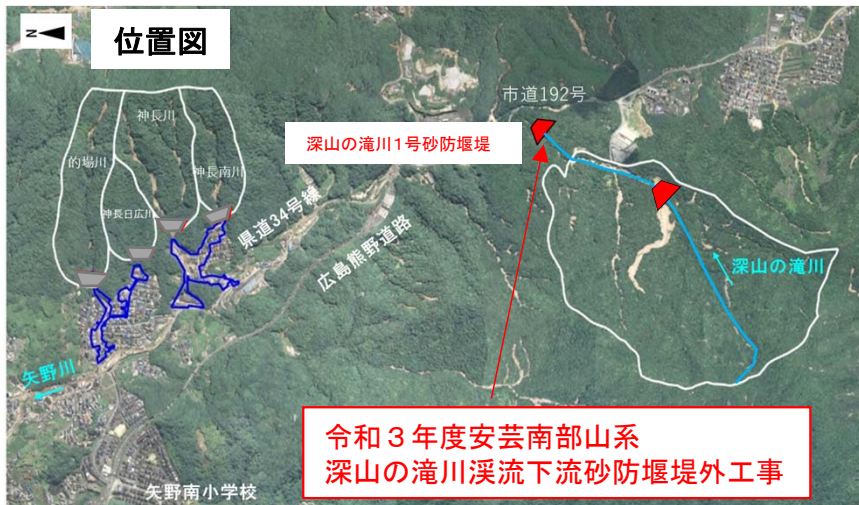 N
位置図
市道192号
神長川
深山の滝川1号砂防堰堤
的場川
神長南川
神長日広川
県道34号線
広島熊野道路
深山の滝川
矢野川
令和3年度安芸南部山系
深山の滝川渓流下流砂防堰堤外工事
矢野南小学校